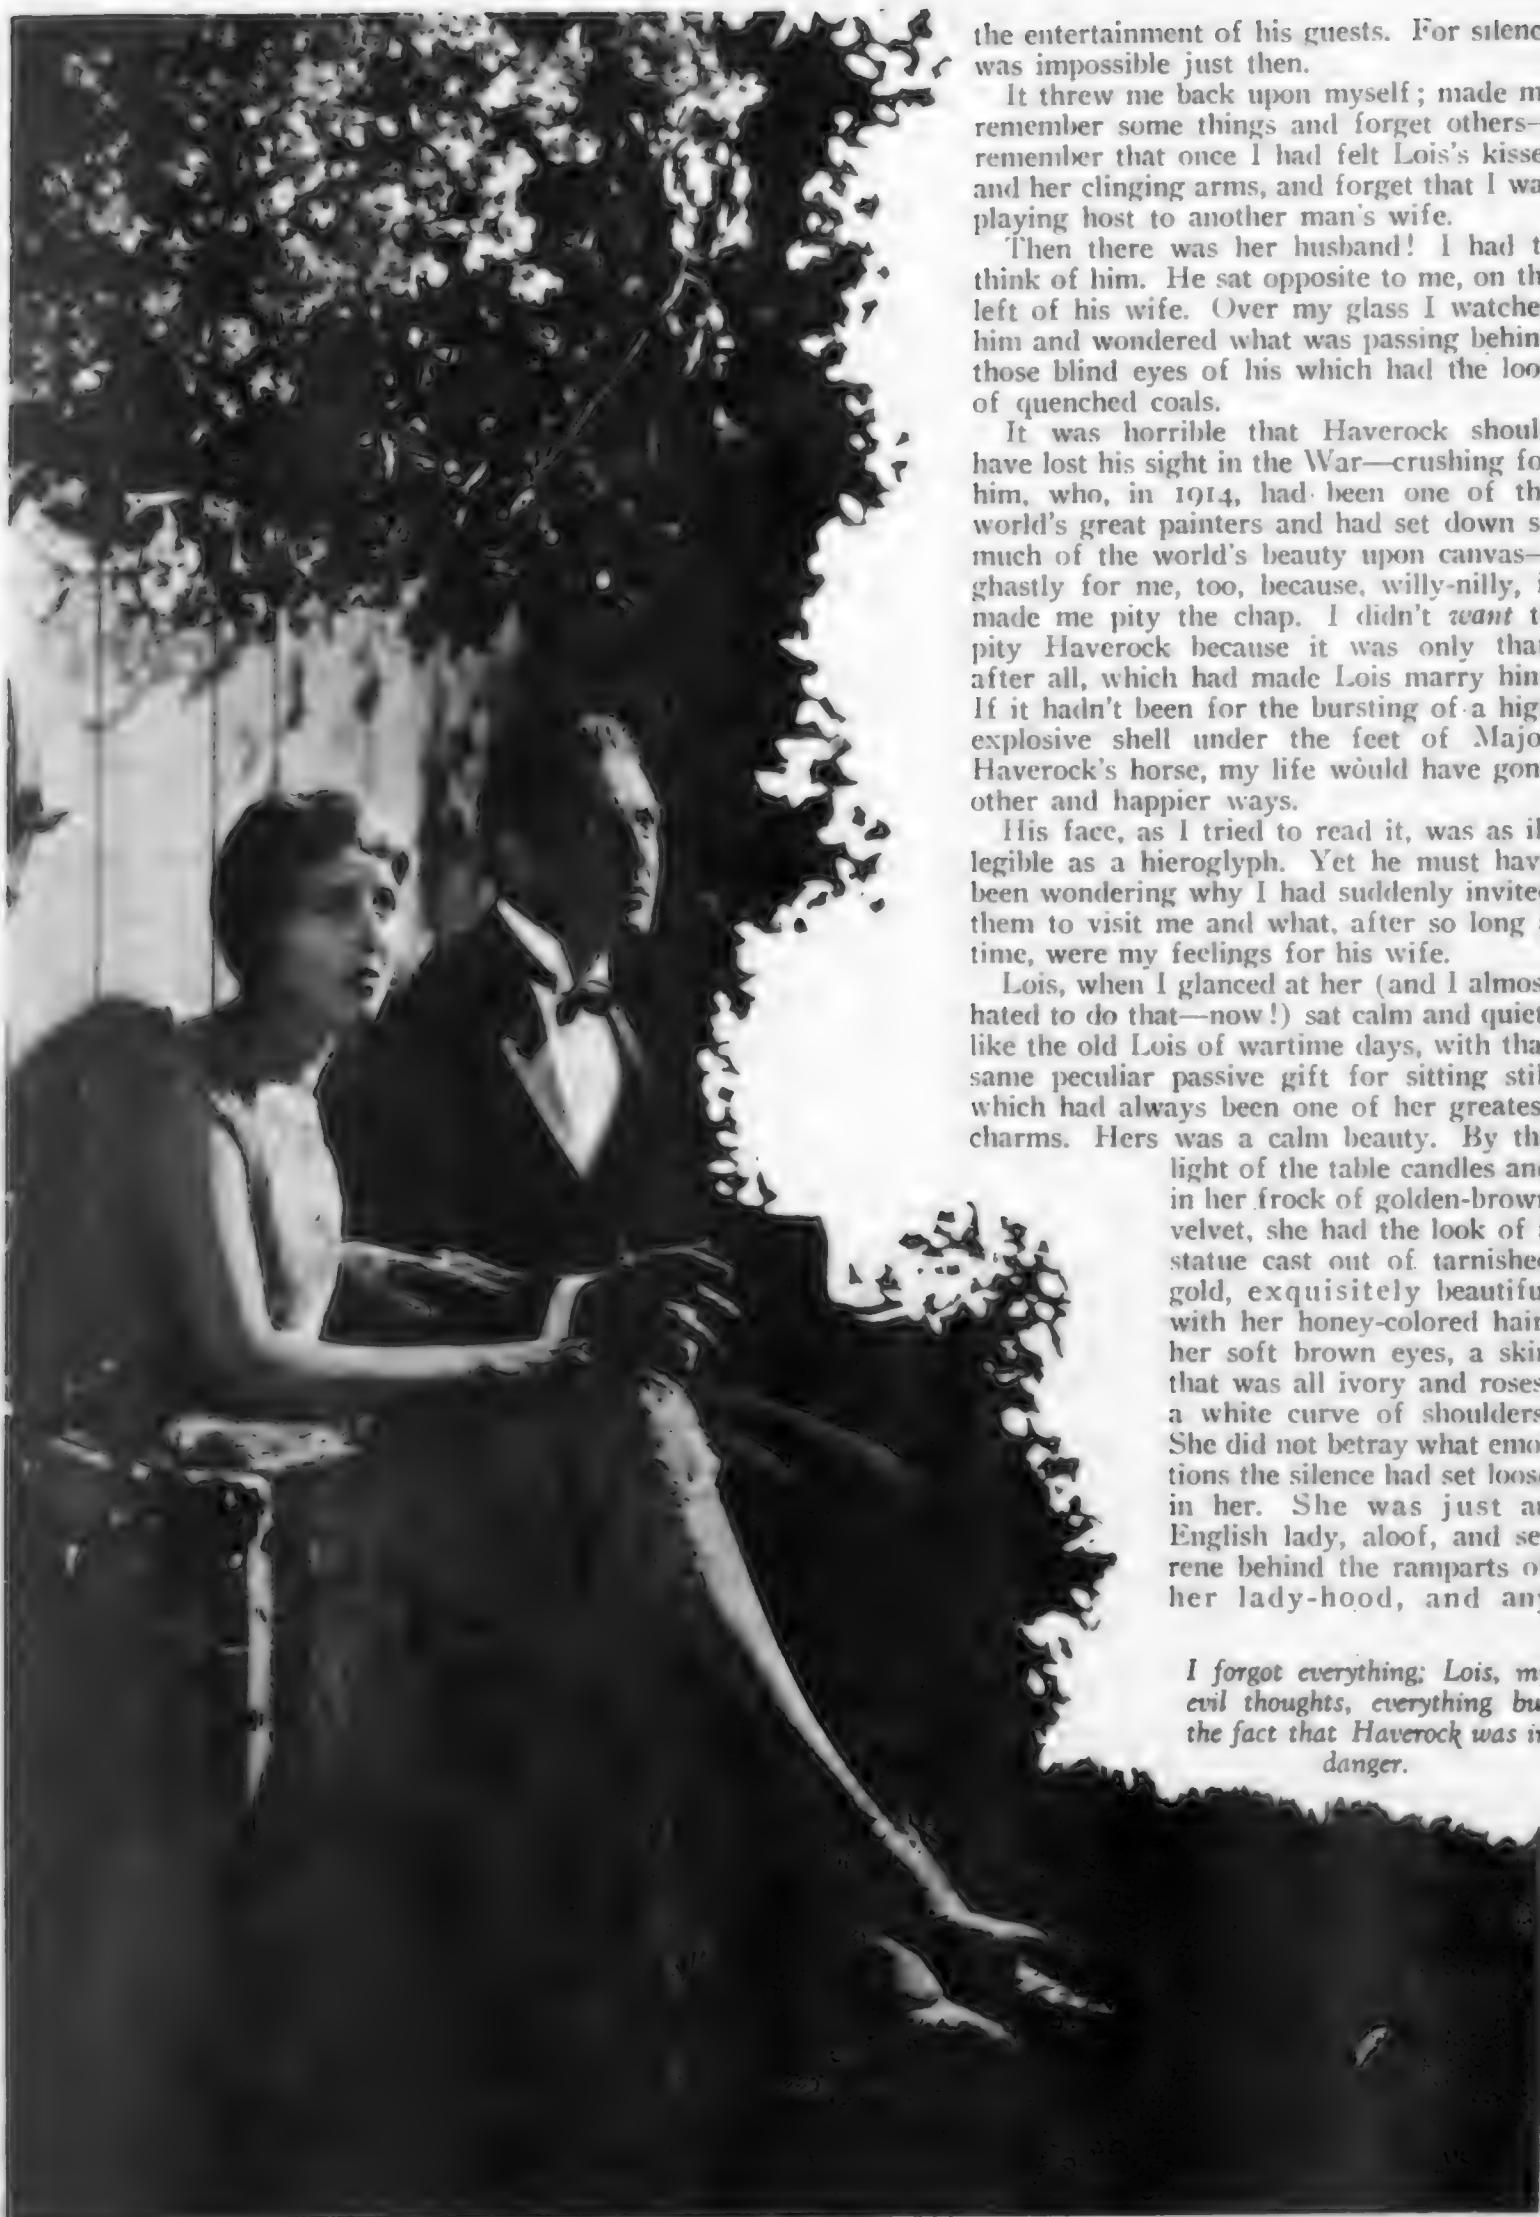 the entertainment of his guests. For silenc
was impossible just then.
It threw me back upon myself; made m
remember some things and forget others—
remember that once I had felt Lois's kisse
and her clinging arms, and forget that I wa
playing host to another man's wife.
Then there was her husband! I had t
think of him. He sat opposite to me, on th
left of his wife. Over my glass I watche
him and wondered what was passing behin
those blind eyes of his which had the loo
of quenched coals.
It was horrible that Haverock shoul
have lost his sight in the War—crushing fo
him, who, in 1914, had been one of th
world's great painters and had set down s
much of the world's beauty upon canvas—
ghastly for me, too, because, willy-nilly, i
made me pity the chap. I didn't want t
pity Haverock because it was only that
after all, which had made Lois marry him
If it hadn't been for the bursting of a hig
explosive shell under the feet of Majo
Haverock's horse, my life would have gon
other and happier ways.
His face, as I tried to read it, was as il
legible as a hieroglyph. Yet he must hav
been wondering why I had suddenly invite
them to visit me and what, after so long a
time, were my feelings for his wife.
Lois, when I glanced at her (and I almos
hated to do that—now!) sat calm and quiet
like the old Lois of wartime days, with tha
same peculiar passive gift for sitting stil
which had always been one of her greates
charms. Hers was a calm beauty. By th
light of the table candles an
in her frock of golden-brown
velvet, she had the look of a
statue cast out of tarnishe
gold, exquisitely beautifu
with her honey-colored hair
her soft brown eyes, a skin
that was all ivory and roses
a white curve of shoulders
She did not betray what emo
tions the silence had set loose
in her. She was just an
English lady, aloof, and se
rene behind the ramparts o
her lady-hood, and any
I forgot everything; Lois, m
evil thoughts, everything bu
the fact that Haverock was in
danger.